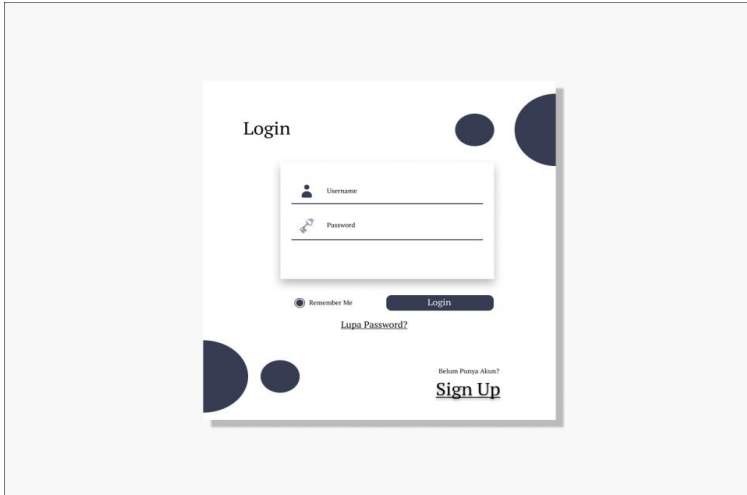 Login
Username
Password
Remember Me
Login
Lupa Password?
Belum Punya Akun?
Sign Up